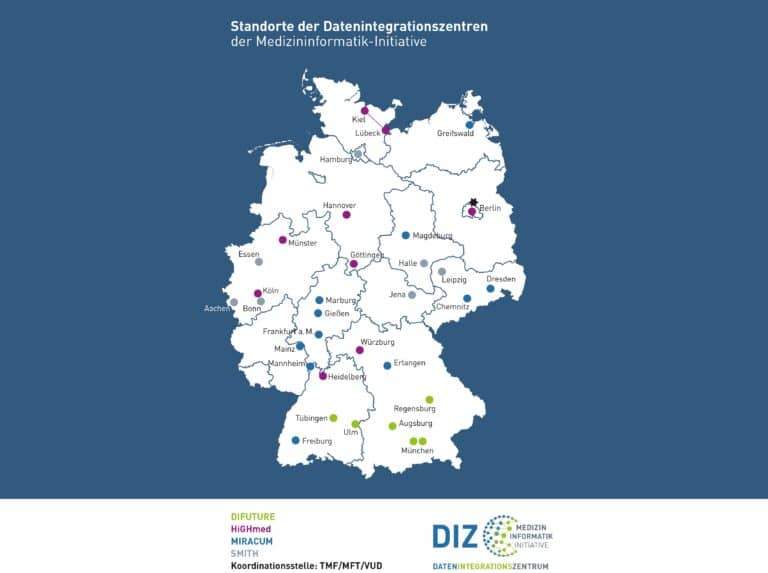 Standorte der Datenintegrationszentren
der Medizininformatik-Initiative
Kiel
Lübeck
Greifswald
Hamburg
Berlin
Hannover
Magdeburg
Münster
Göttingen
Essen
Halle
Leipzig
Dresden
Köln
Jena
Aachen
Bonn
Marburg
Chemnitz
Gießen
Frankfurt a. M.
Mainz
Würzburg
Mannheim
Erlangen
Heidelberg
Regensburg
Tübingen
Augsburg
Ulm
Freiburg
München
DIFUTURE
HiGHmed
MIRACUM
SMITH
Koordinationsstelle: TMF/MFT/VUD
DIZ
MEDIZIN
INFORMATIK
INITIATIVE
DATENINTEGRATIONSZENTRUM